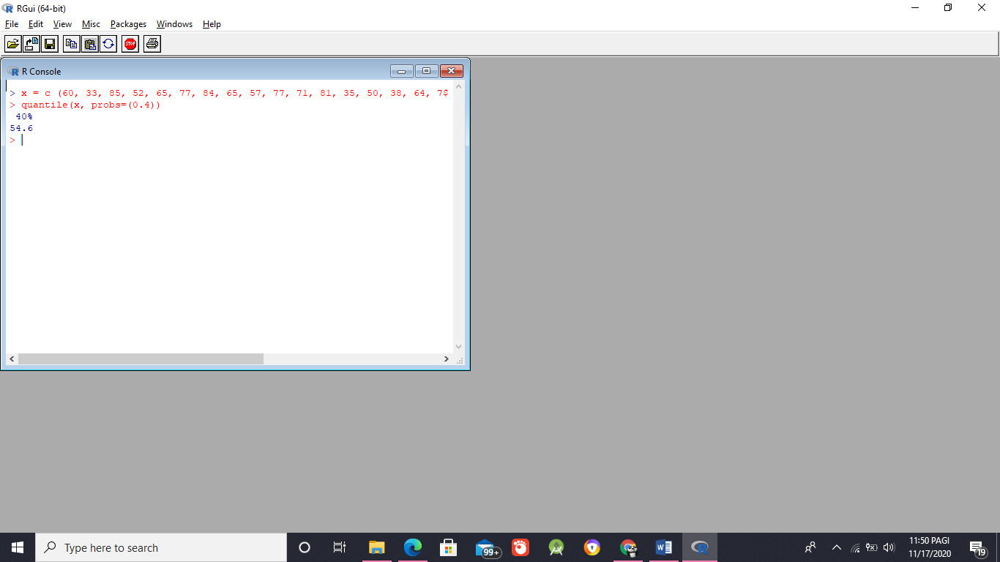 RGui (64-bit)
File Edit View Misc Packages Windows Help
STOP
R Console
> x = c (60, 33, 85, 52, 65, 77, 84, 65, 57, 77, 71, 81, 35, 50, 38, 64, 7$
> quantile(x, probs=(0.4))
40%
54.6
>
Type here to search
99+
11:50 PAGI
11/17/2020
19